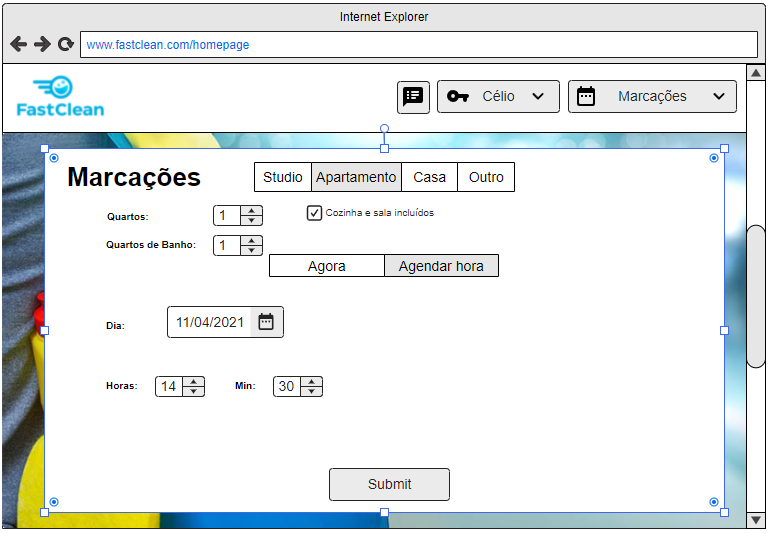 Internet Explorer
www.fastclean.com/homepage
FastClean
Célio
Marcações
Marcações
Studio Apartamento Casa Outro
Quartos: 1
Cozinha e sala incluídos
Quartos de Banho: 1
Agora Agendar hora
Dia: 11/04/2021
Horas: 14 Min: 30
Submit